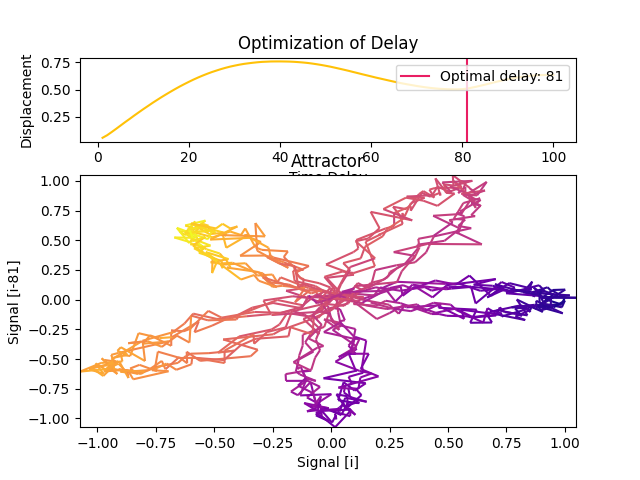 Optimization of Delay
Displacement
0.75
0.50
0.25
Optimal delay: 81
0 20 40 60 80 100
Time Delay
Attractor
Signal [i-81]
1.00
0.75
0.50
0.25
0.00
−0.25
−0.50
−0.75
−1.00
−1.00 −0.75 −0.50 −0.25 0.00 0.25 0.50 0.75 1.00
Signal [i]